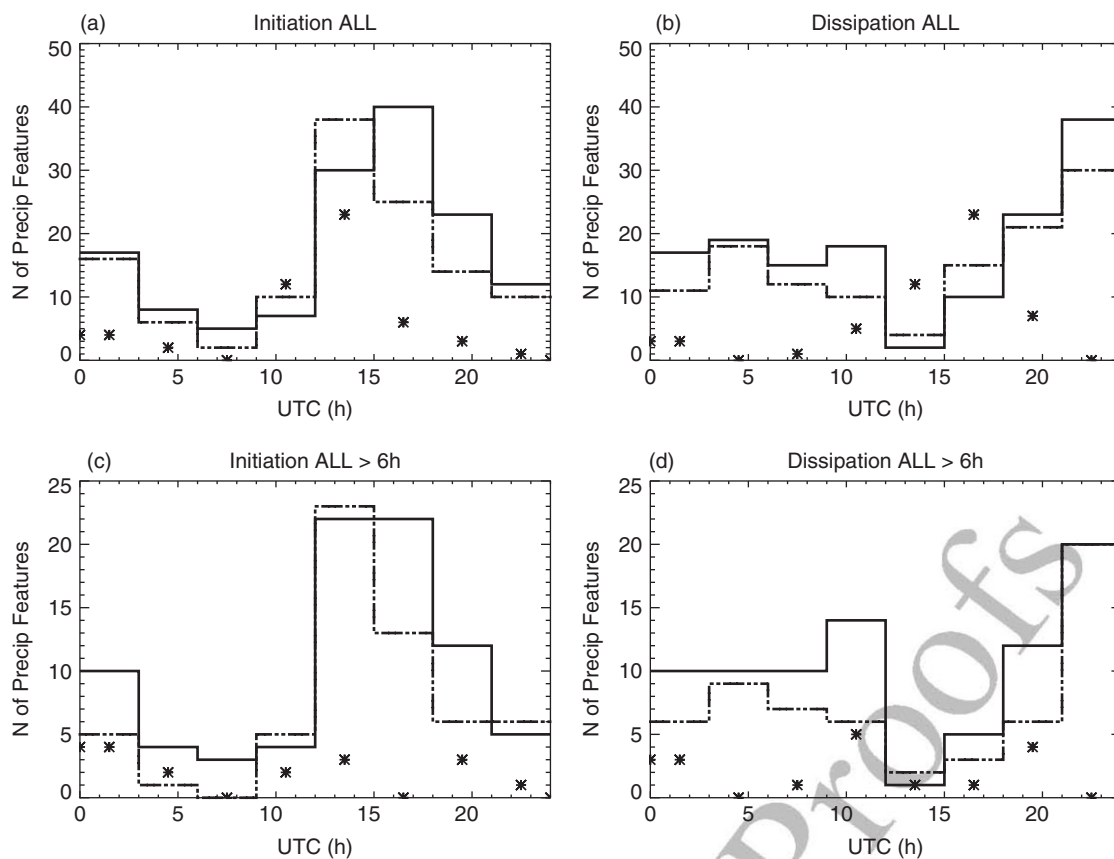 (a) Initiation ALL
50
40
30
20
10
0
N of Precip Features
0 5 10 15 20
UTC (h)
(b) Dissipation ALL
50
40
30
20
10
0
N of Precip Features
0 5 10 15 20
UTC (h)
(c) Initiation ALL > 6h
25
20
15
10
5
0
N of Precip Features
0 5 10 15 20
UTC (h)
(d) Dissipation ALL > 6h
25
20
15
10
5
0
N of Precip Features
0 5 10 15 20
UTC (h)
Proofs